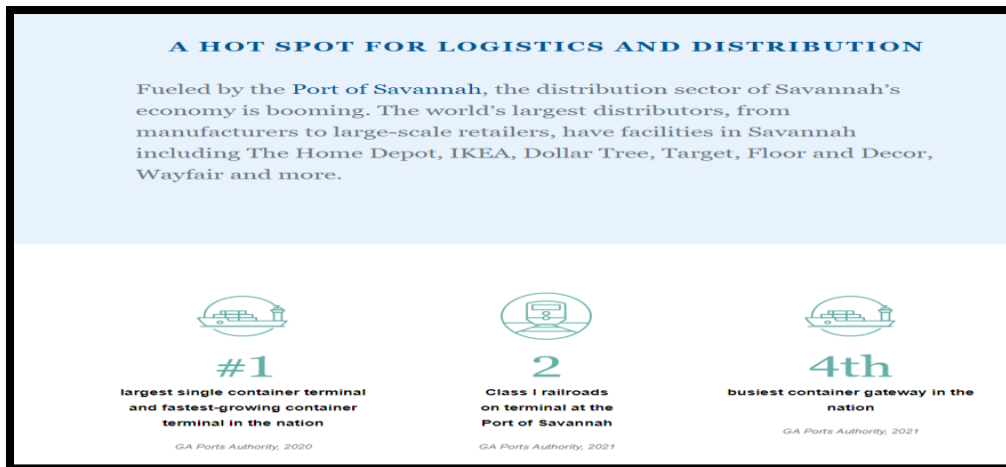 A HOT SPOT FOR LOGISTICS AND DISTRIBUTION
Fueled by the Port of Savannah, the distribution sector of Savannah's
economy is booming. The world's largest distributors, from
manufacturers to large-scale retailers, have facilities in Savannah
including The Home Depot, IKEA, Dollar Tree, Target, Floor and Decor,
Wayfair and more.
#1
largest single container terminal
and fastest-growing container
terminal in the nation
GA Ports Authority, 2020
2
Class I railroads
on terminal at the
Port of Savannah
GA Ports Authority, 2021
4th
busiest container gateway in the
nation
GA Ports Authority, 2021